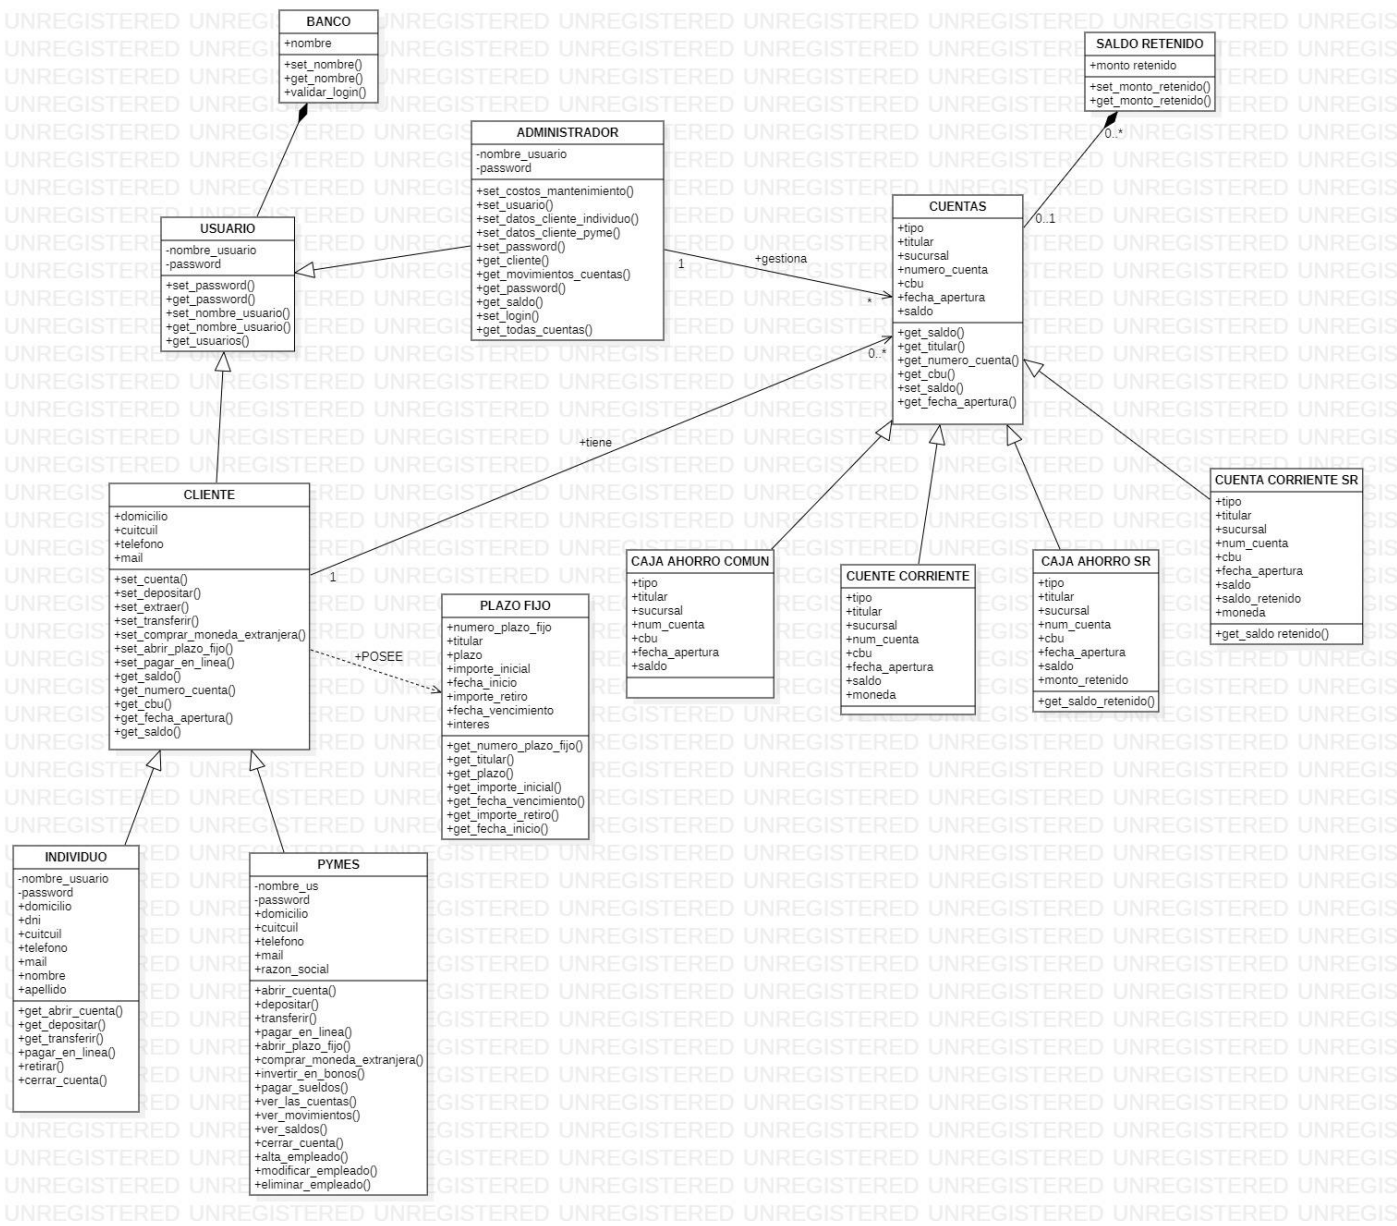 BANCO
+nombre
+set_nombre()
+get_nombre()
+validar_login()
SALDO RETENIDO
+monto retenido
+set_monto_retenido()
+get_monto_retenido()
0..*
0..1
ADMINISTRADOR
-nombre_usuario
-password
+set_costos_mantenimiento()
+set_usuario()
+set_datos_cliente_individuo()
+set_datos_cliente_pyme()
+set_password()
+get_cliente()
+get_movimientos_cuentas()
+get_password()
+get_saldo()
+set_login()
+get_todas_cuentas()
1
+gestiona
*
USUARIO
-nombre_usuario
-password
+set_password()
+get_password()
+set_nombre_usuario()
+get_nombre_usuario()
+get_usuarios()
CUENTAS
+tipo
+titular
+sucursal
+numero_cuenta
+cbu
+fecha_apertura
+saldo
+get_saldo()
+get_titular()
+get_numero_cuenta()
+get_cbu()
+set_saldo()
+get_fecha_apertura()
0..*
+tiene
1
CLIENTE
+domicilio
+cuitcuil
+telefono
+mail
+set_cuenta()
+set_depositar()
+set_extraer()
+set_transferir()
+set_comprar_moneda_extranjera()
+set_abrir_plazo_fijo()
+set_pagar_en_linea()
+get_saldo()
+get_numero_cuenta()
+get_cbu()
+get_fecha_apertura()
+get_saldo()
+POSEE
PLAZO FIJO
+numero_plazo_fijo
+titular
+plazo
+importe_inicial
+fecha_inicio
+importe_retiro
+fecha_vencimiento
+interes
+get_numero_plazo_fijo()
+get_titular()
+get_plazo()
+get_importe_inicial()
+get_fecha_vencimiento()
+get_importe_retiro()
+get_fecha_inicio()
CAJA AHORRO COMUN
+tipo
+titular
+sucursal
+num_cuenta
+cbu
+fecha_apertura
+saldo
CUENTE CORRIENTE
+tipo
+titular
+sucursal
+num_cuenta
+cbu
+fecha_apertura
+saldo
+moneda
CAJA AHORRO SR
+tipo
+titular
+sucursal
+num_cuenta
+cbu
+fecha_apertura
+saldo
+monto_retenido
+get_saldo_retenido()
CUENTA CORRIENTE SR
+tipo
+titular
+sucursal
+num_cuenta
+cbu
+fecha_apertura
+saldo
+saldo_retenido
+moneda
+get_saldo retenido()
INDIVIDUO
-nombre_usuario
-password
+domicilio
+dni
+cuitcuil
+telefono
+mail
+nombre
+apellido
+get_abrir_cuenta()
+get_depositar()
+get_transferir()
+pagar_en_linea()
+retirar()
+cerrar_cuenta()
PYMES
-nombre_us
-password
+domicilio
+cuitcuil
+telefono
+mail
+razon_social
+abrir_cuenta()
+depositar()
+transferir()
+pagar_en_linea()
+abrir_plazo_fijo()
+comprar_moneda_extranjera()
+invertir_en_bonos()
+pagar_sueldos()
+ver_las_cuentas()
+ver_movimientos()
+ver_saldos()
+cerrar_cuenta()
+alta_empleado()
+modificar_empleado()
+eliminar_empleado()
UNREGISTERED